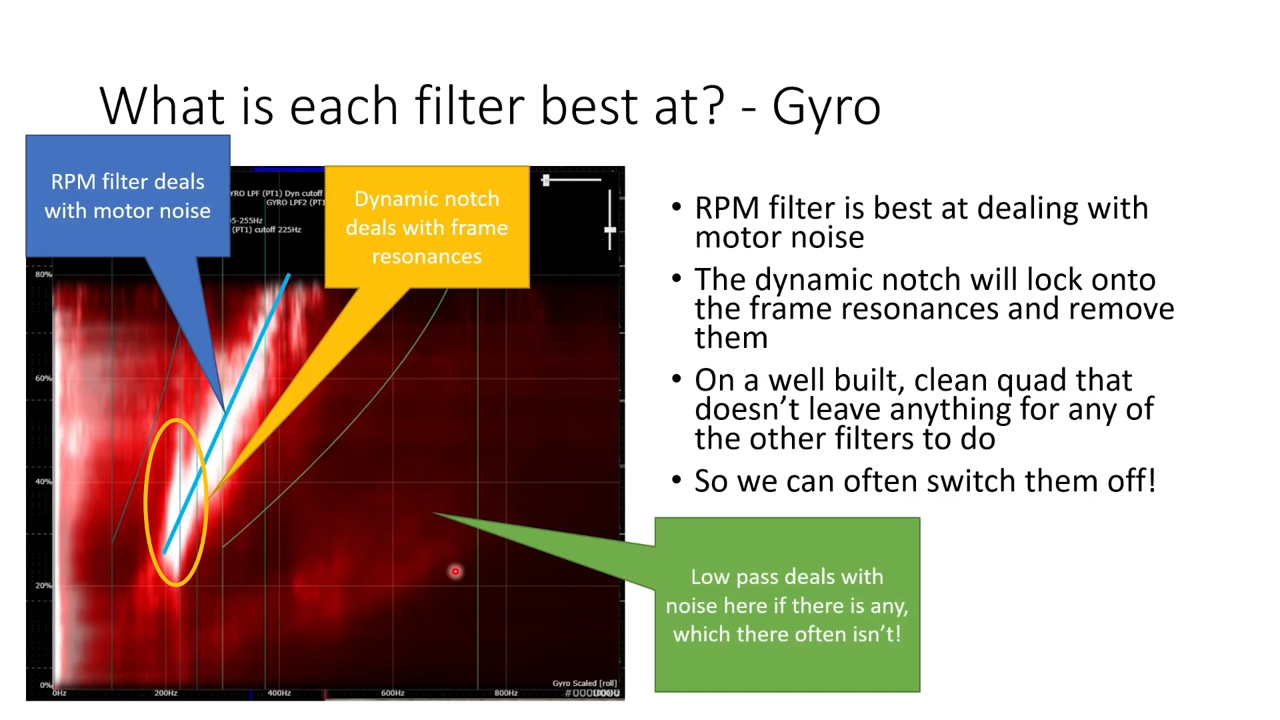 What is each filter best at? - Gyro
RPM filter deals
with motor noise
Dynamic notch
deals with frame
resonances
YRO LPF (PT1) Dyn cutoff
GYRO LPF2 (PT1
5-255Hz
(PT1) cutoff 225Hz
80%
60%
40%
20%
0%
0Hz
200Hz
400Hz
600Hz
800Hz
Gyro Scaled [roll]
• RPM filter is best at dealing with
motor noise
• The dynamic notch will lock onto
the frame resonances and remove
them
• On a well built, clean quad that
doesn’t leave anything for any of
the other filters to do
• So we can often switch them off!
Low pass deals with
noise here if there is any,
which there often isn’t!